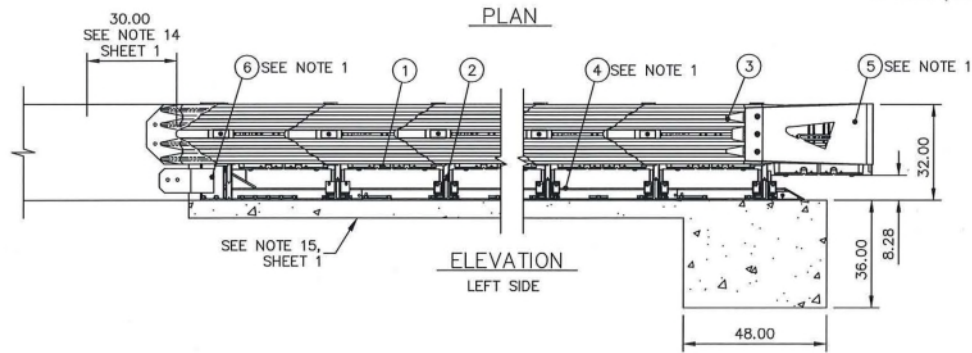 PLAN
30.00
SEE NOTE 14
SHEET 1
6 SEE NOTE 1
1
2
4 SEE NOTE 1
3
5 SEE NOTE 1
32.00
8.28
36.00
SEE NOTE 15,
SHEET 1
ELEVATION
LEFT SIDE
48.00